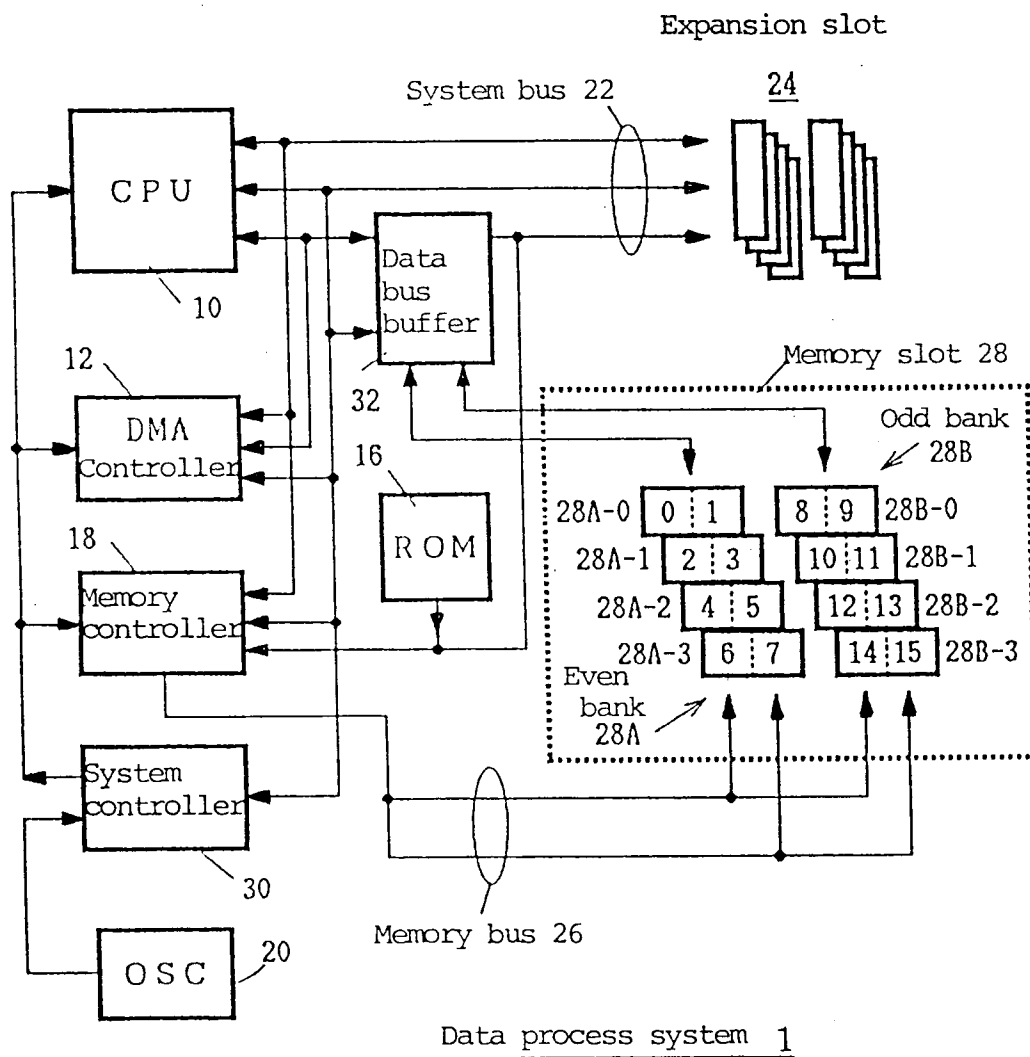 Expansion slot
24
System bus 22
CPU
10
Data
bus
buffer
32
12
DMA
Controller
Memory slot 28
Odd bank
28B
16
ROM
28A-0 0 1 8 9 28B-0
28A-1 2 3 10 11 28B-1
28A-2 4 5 12 13 28B-2
28A-3 6 7 14 15 28B-3
18
Memory
controller
Even
bank
28A
System
controller
30
Memory bus 26
OSC
20
Data process system 1